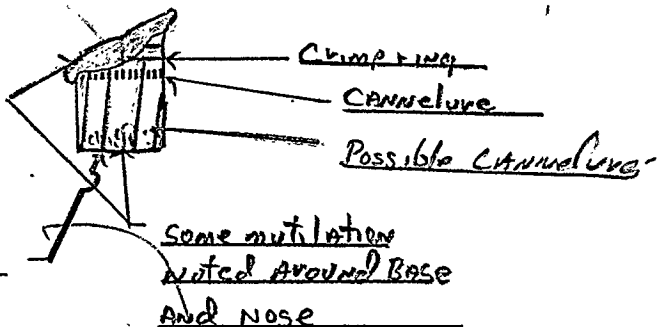 Crimp ring
Cannelure
Possible Cannelure
Some mutilation
Noted Around Base
And Nose